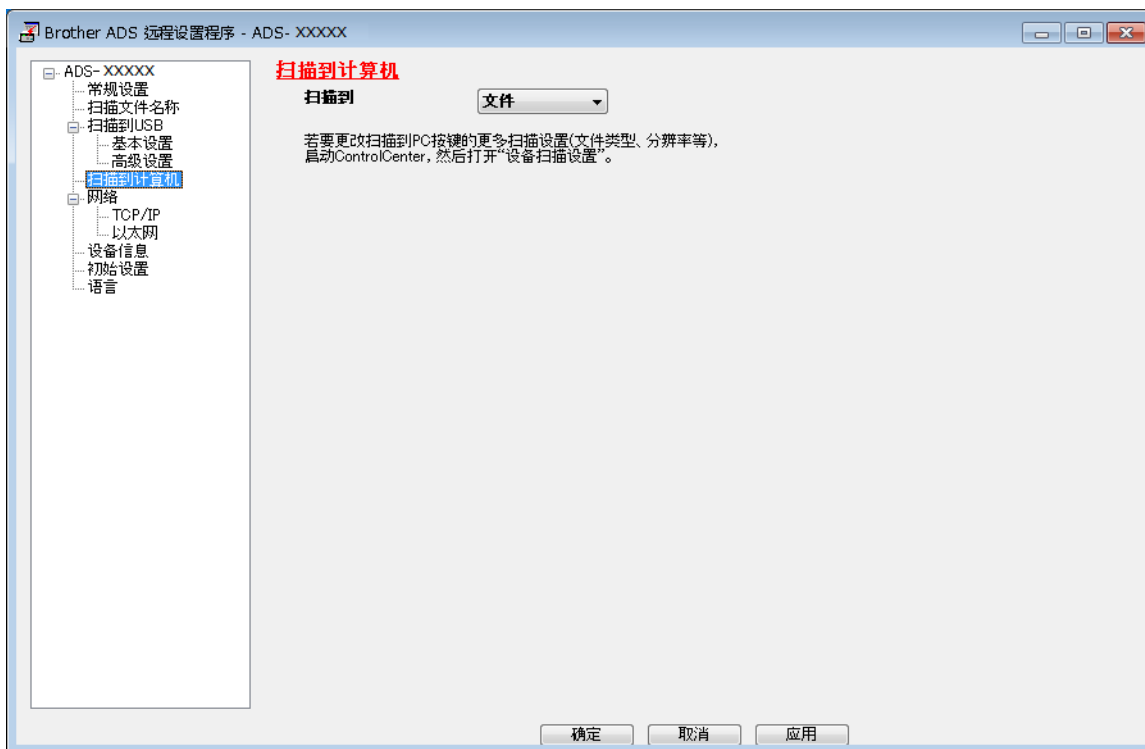 Brother ADS 远程设置程序 - ADS- XXXXX
ADS- XXXXX
常规设置
扫描文件名称
扫描到USB
基本设置
高级设置
扫描到计算机
网络
TCP/IP
以太网
设备信息
初始设置
语言
扫描到计算机
扫描到 文件
若要更改扫描到PC按键的更多扫描设置(文件类型、分辨率等),
启动ControlCenter, 然后打开“设备扫描设置”。
确定 取消 应用